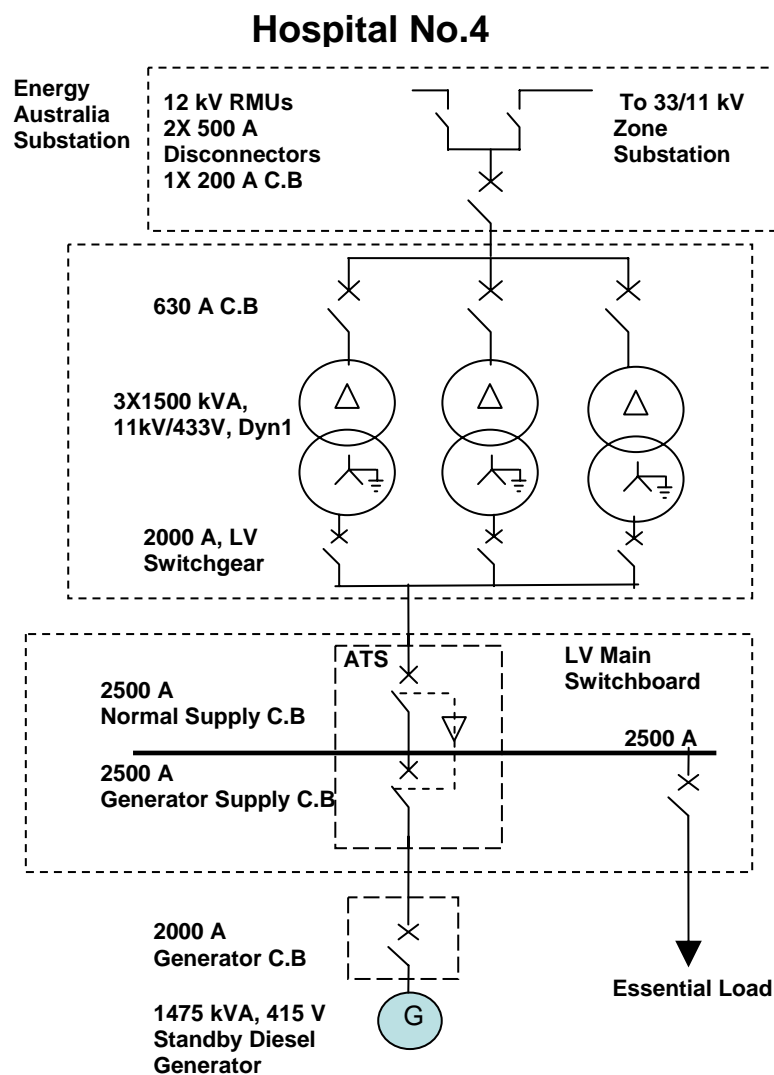 Hospital No.4
Energy
Australia
Substation
12 kV RMUs
2X 500 A
Disconnectors
1X 200 A C.B
To 33/11 kV
Zone
Substation
630 A C.B
3X1500 kVA,
11kV/433V, Dyn1
2000 A, LV
Switchgear
ATS
LV Main
Switchboard
2500 A
Normal Supply C.B
2500 A
2500 A
Generator Supply C.B
2000 A
Generator C.B
Essential Load
1475 kVA, 415 V
Standby Diesel
Generator
G